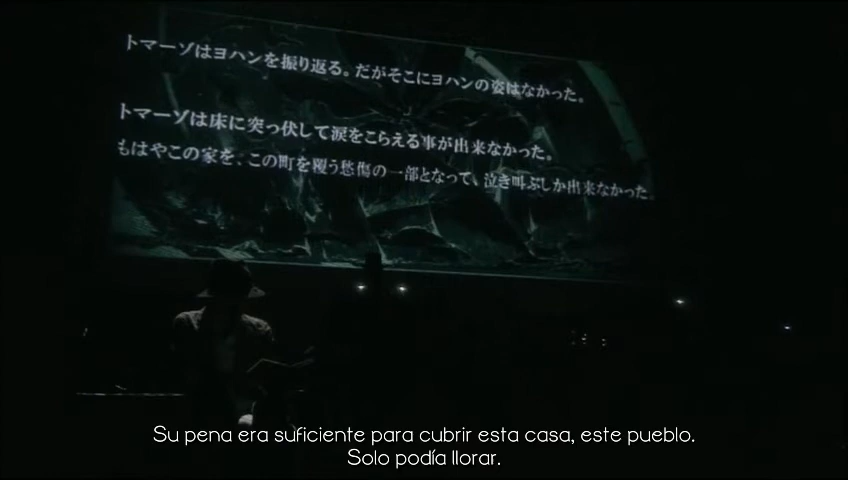 トマーゾはヨハンを振り返る。だがそこにヨハンの姿はなかった。
トマーゾは床に突っ伏して涙をこらえる事が出来なかった。
もはやこの家を、この町を覆う愁傷の一部となって、泣き叫ぶしか出来なかった。
Su pena era suficiente para cubrir esta casa, este pueblo.
Solo podía llorar.